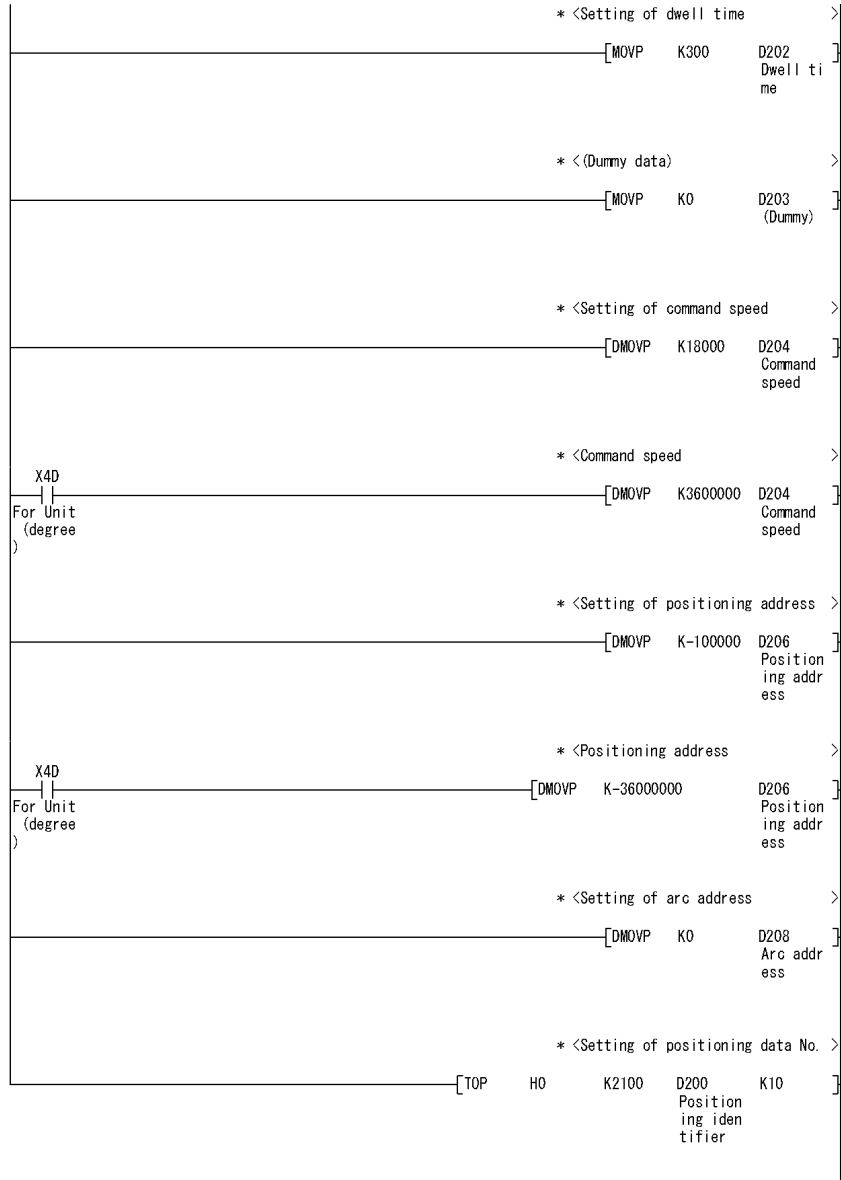 * <Setting of dwell time >
[MOVP K300 D202 ]
Dwell ti
me
* <(Dummy data) >
[MOVP K0 D203 ]
(Dummy)
* <Setting of command speed >
[DMOVP K18000 D204 ]
Command
speed
* <Command speed >
X4D
[DMOVP K3600000 D204 ]
For Unit
(degree
)
Command
speed
* <Setting of positioning address >
[DMOVP K-100000 D206 ]
Position
ing addr
ess
* <Positioning address >
X4D
[DMOVP K-36000000 D206 ]
For Unit
(degree
)
Position
ing addr
ess
* <Setting of arc address >
[DMOVP K0 D208 ]
Arc addr
ess
* <Setting of positioning data No. >
[TOP H0 K2100 D200 K10 ]
Position
ing iden
tifier